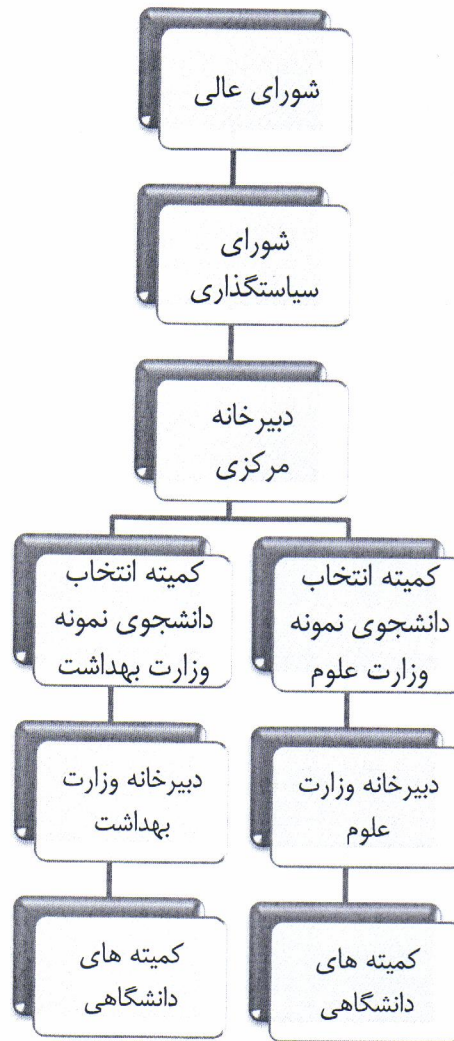 شورای عالی
شورای
سیاستگذاری
دبیرخانه
مرکزی
کمیته انتخاب
دانشجوی نمونه
وزارت علوم
کمیته انتخاب
دانشجوی نمونه
وزارت بهداشت
دبیرخانه وزارت
علوم
دبیرخانه وزارت
بهداشت
کمیته های
دانشگاهی
کمیته های
دانشگاهی